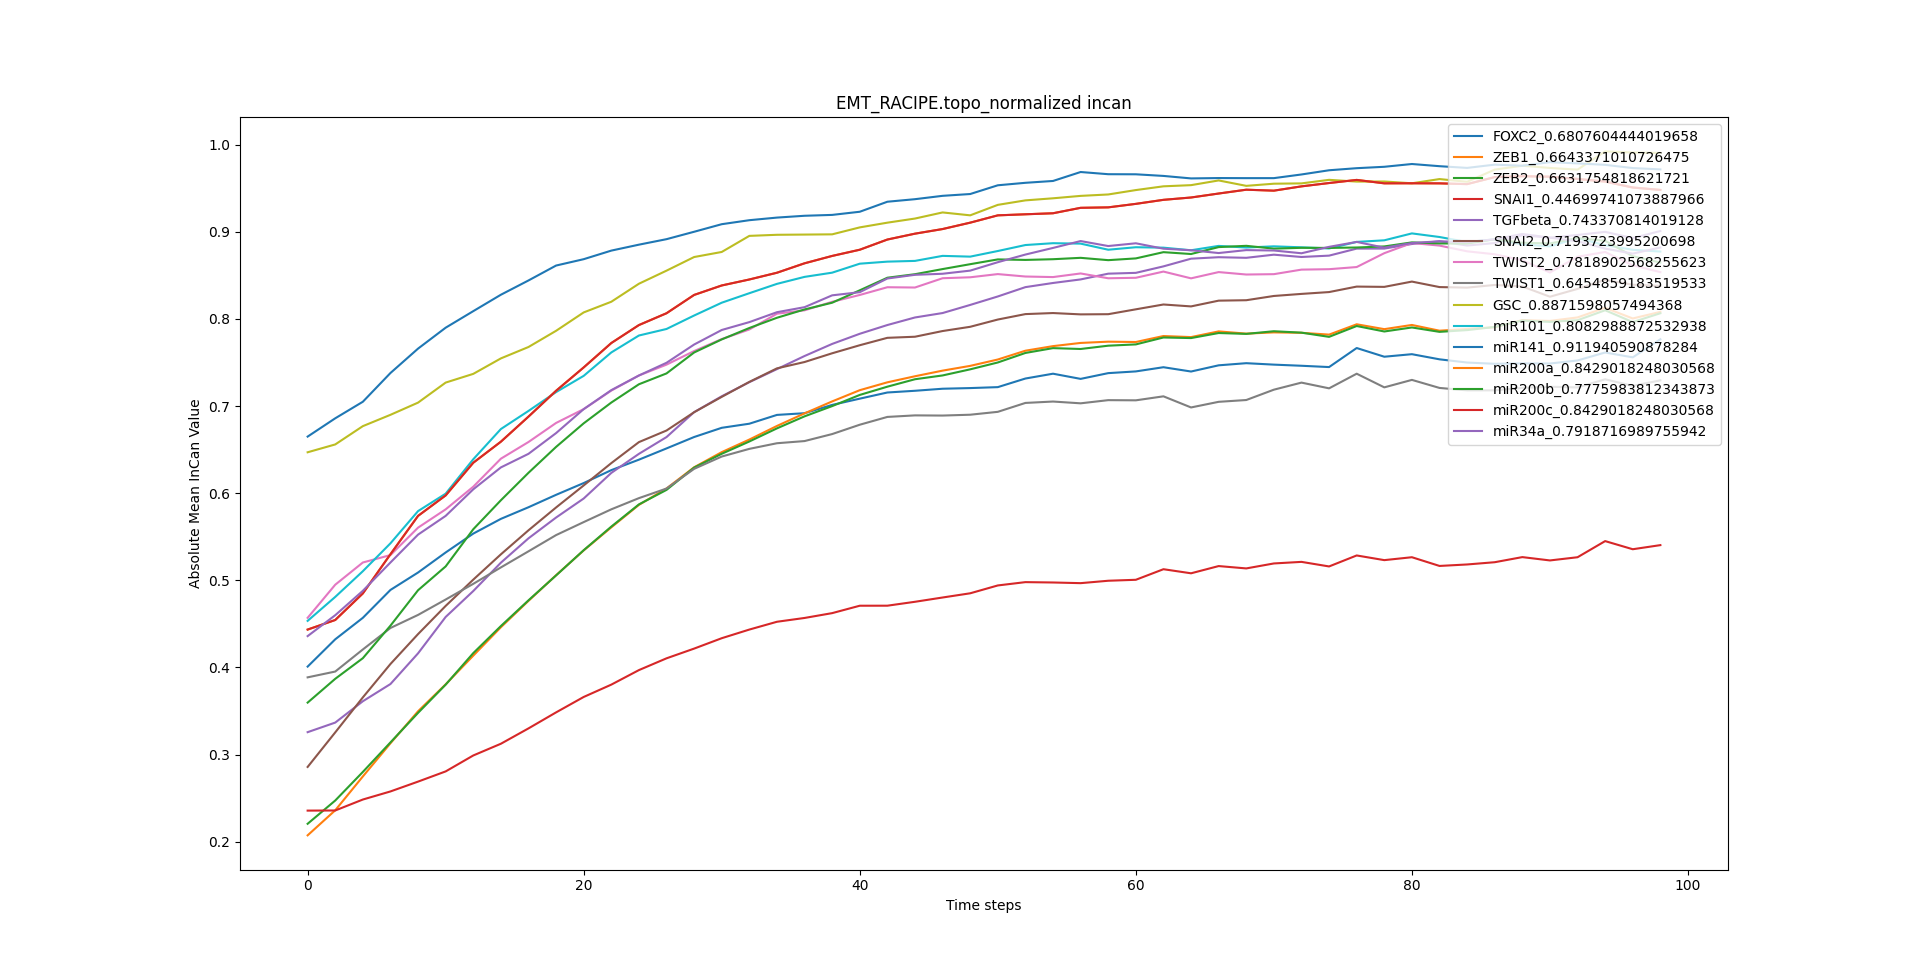 EMT_RACIPE.topo_normalized incan
1.0
0.9
0.8
0.7
0.6
0.5
0.4
0.3
0.2
Absolute Mean InCan Value
0
20
40
60
80
100
Time steps
FOXC2_0.6807604444019658
ZEB1_0.6643371010726475
ZEB2_0.6631754818621721
SNAI1_0.44699741073887966
TGFbeta_0.743370814019128
SNAI2_0.7193723995200698
TWIST2_0.7818902568255623
TWIST1_0.6454859183519533
GSC_0.8871598057494368
miR101_0.8082988872532938
miR141_0.911940590878284
miR200a_0.8429018248030568
miR200b_0.7775983812343873
miR200c_0.8429018248030568
miR34a_0.7918716989755942